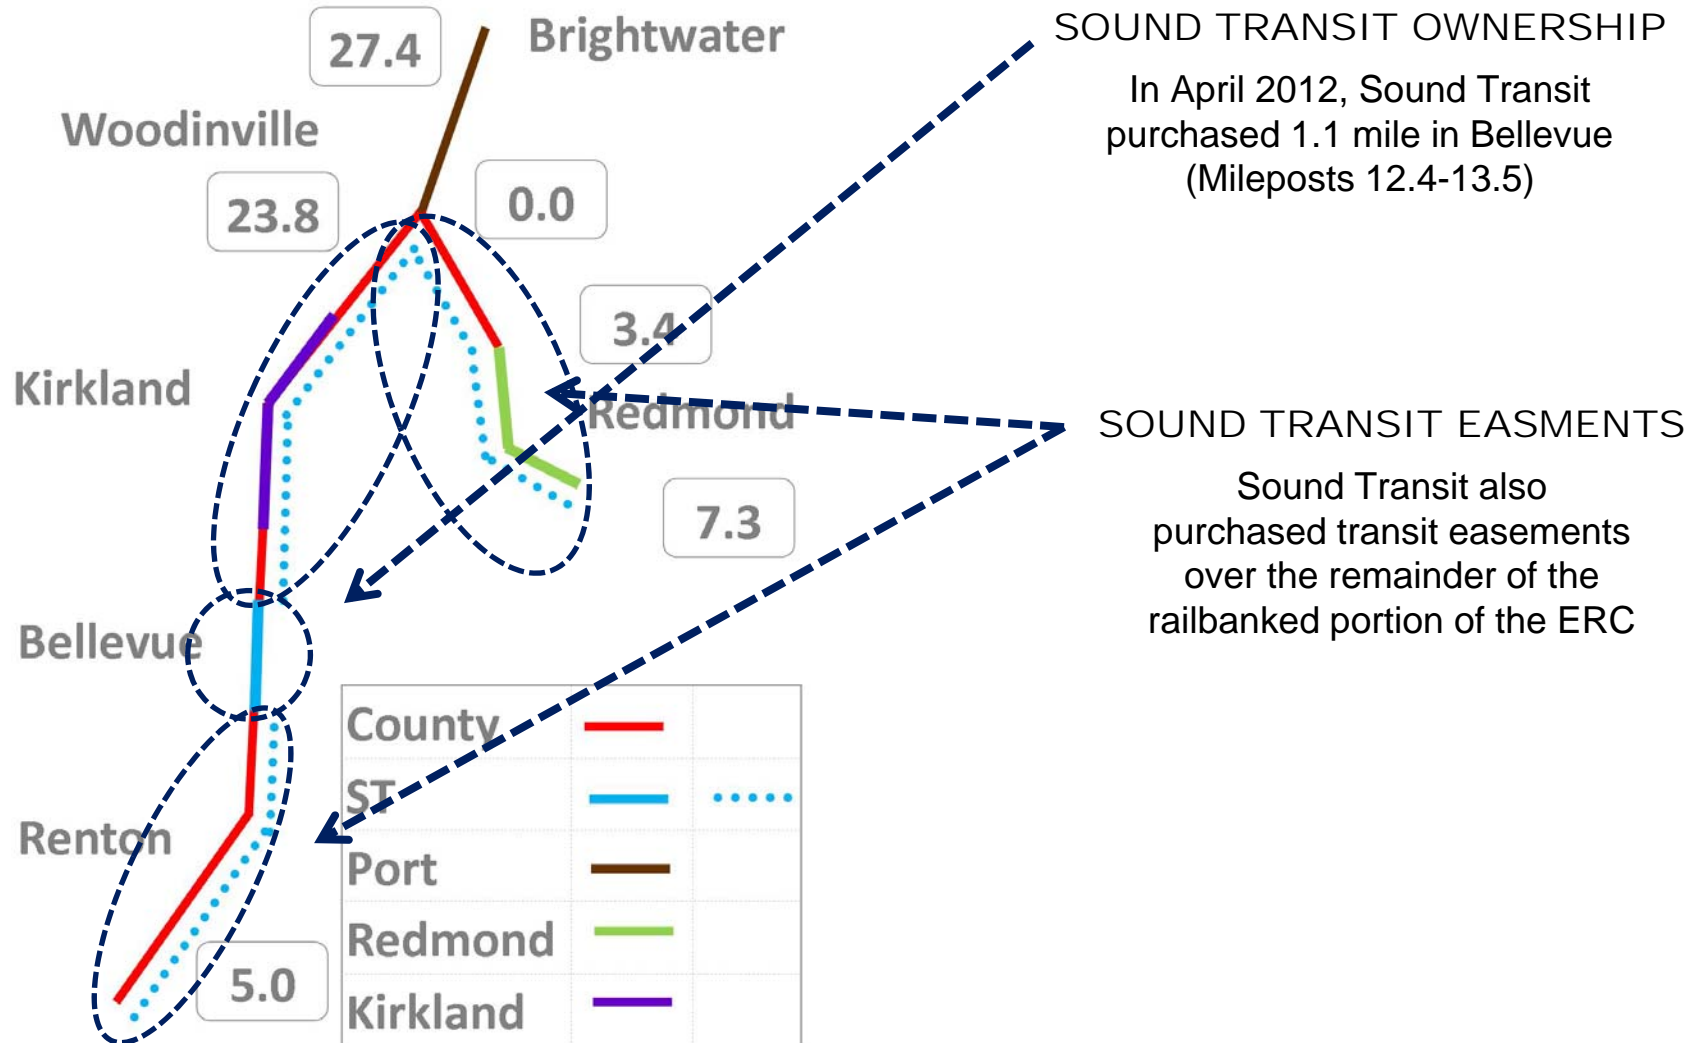 SOUND TRANSIT OWNERSHIP
In April 2012, Sound Transit
purchased 1.1 mile in Bellevue
(Mileposts 12.4-13.5)
SOUND TRANSIT EASMENTS
Sound Transit also
purchased transit easements
over the remainder of the
railbanked portion of the ERC
27.4
Brightwater
Woodinville
23.8
0.0
3.4
Kirkland
Redmond
7.3
Bellevue
Renton
5.0
County
ST
Port
Redmond
Kirkland